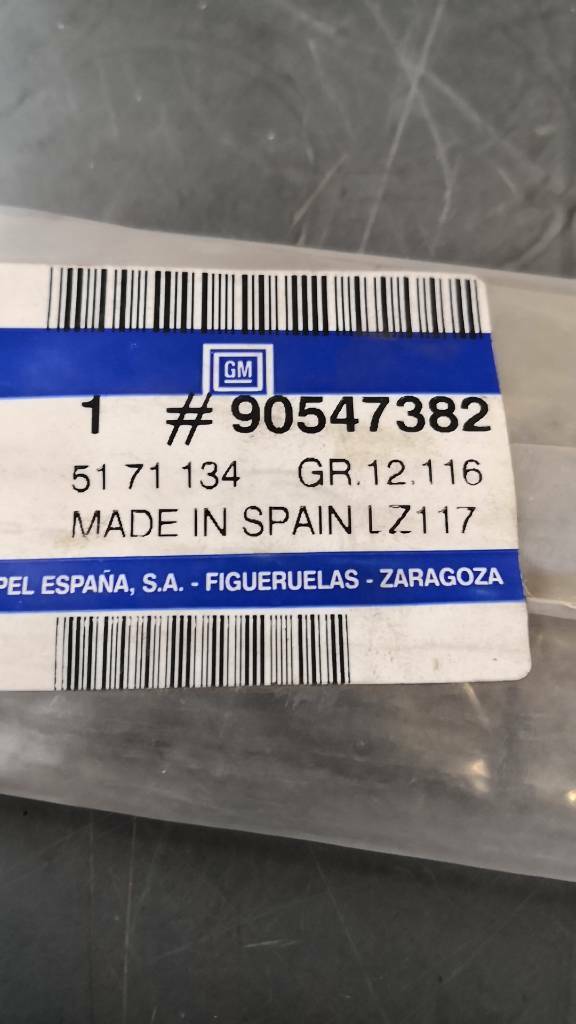 GM
1 # 90547382
51 71 134 GR.12.116
MADE IN SPAIN LZ117
PEL ESPAÑA, S.A. - FIGUERUELAS - ZARAGOZA